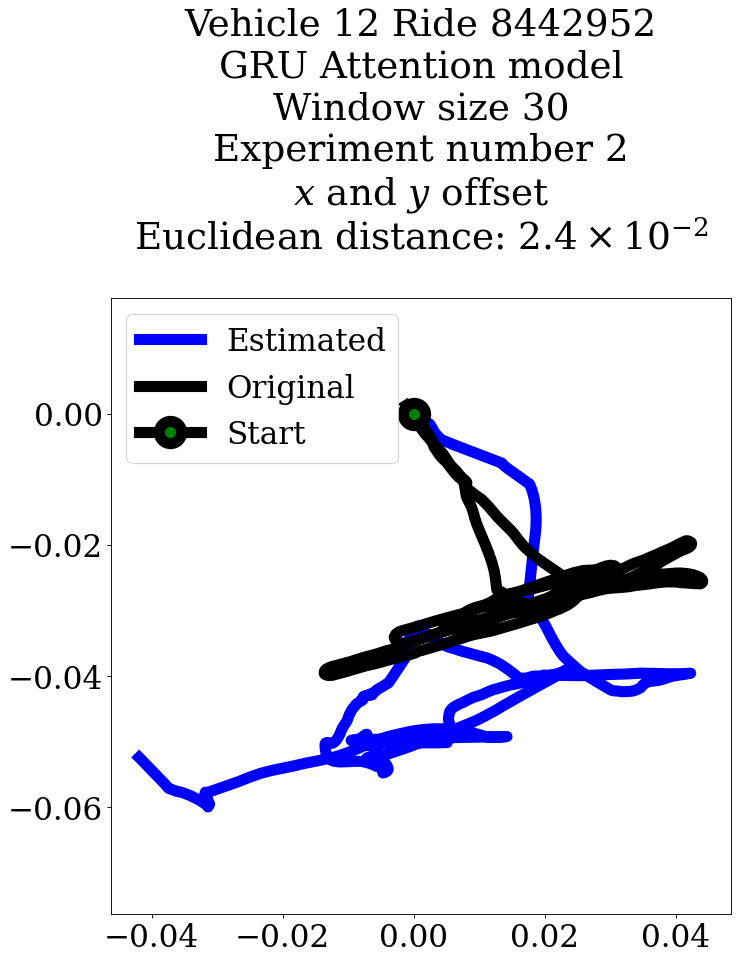 Vehicle 12 Ride 8442952
GRU Attention model
Window size 30
Experiment number 2
x and y offset
Euclidean distance: 2.4 × 10⁻²
Estimated
Original
Start
0.00
−0.02
−0.04
−0.06
−0.04 −0.02 0.00 0.02 0.04